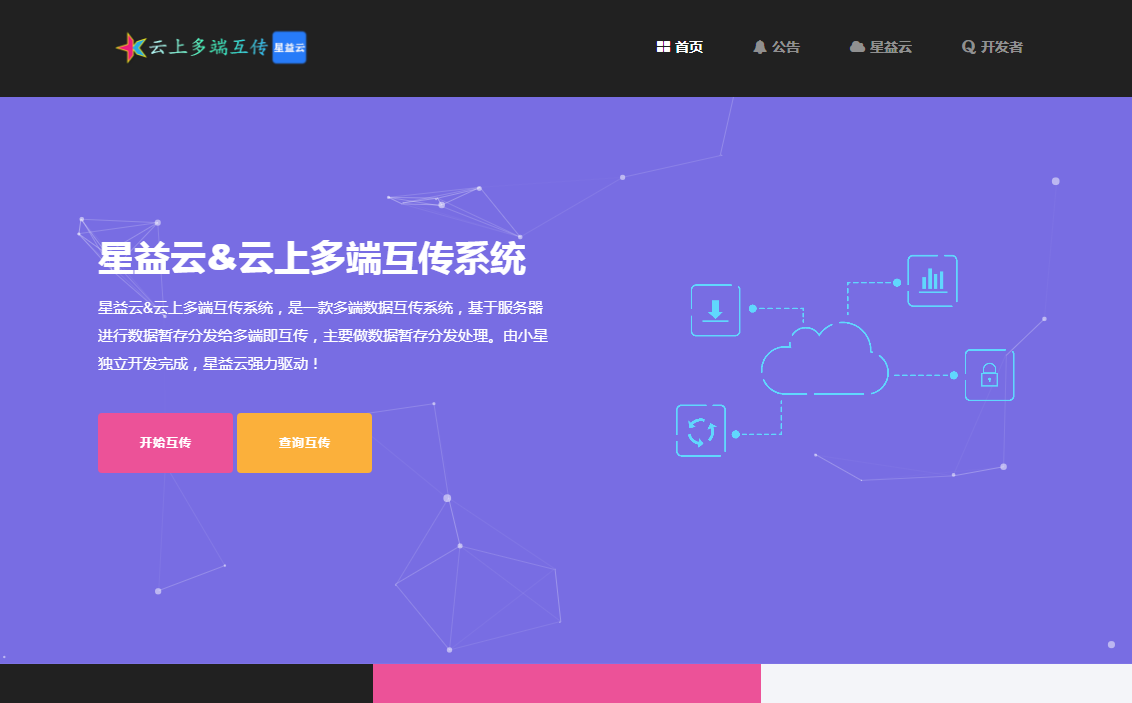 云上多端互传 星益云
首页 公告 星益云 开发者
星益云&云上多端互传系统
星益云&云上多端互传系统，是一款多端数据互传系统，基于服务器
进行数据暂存分发给多端即互传，主要做数据暂存分发处理。由小星
独立开发完成，星益云强力驱动！
开始互传 查询互传